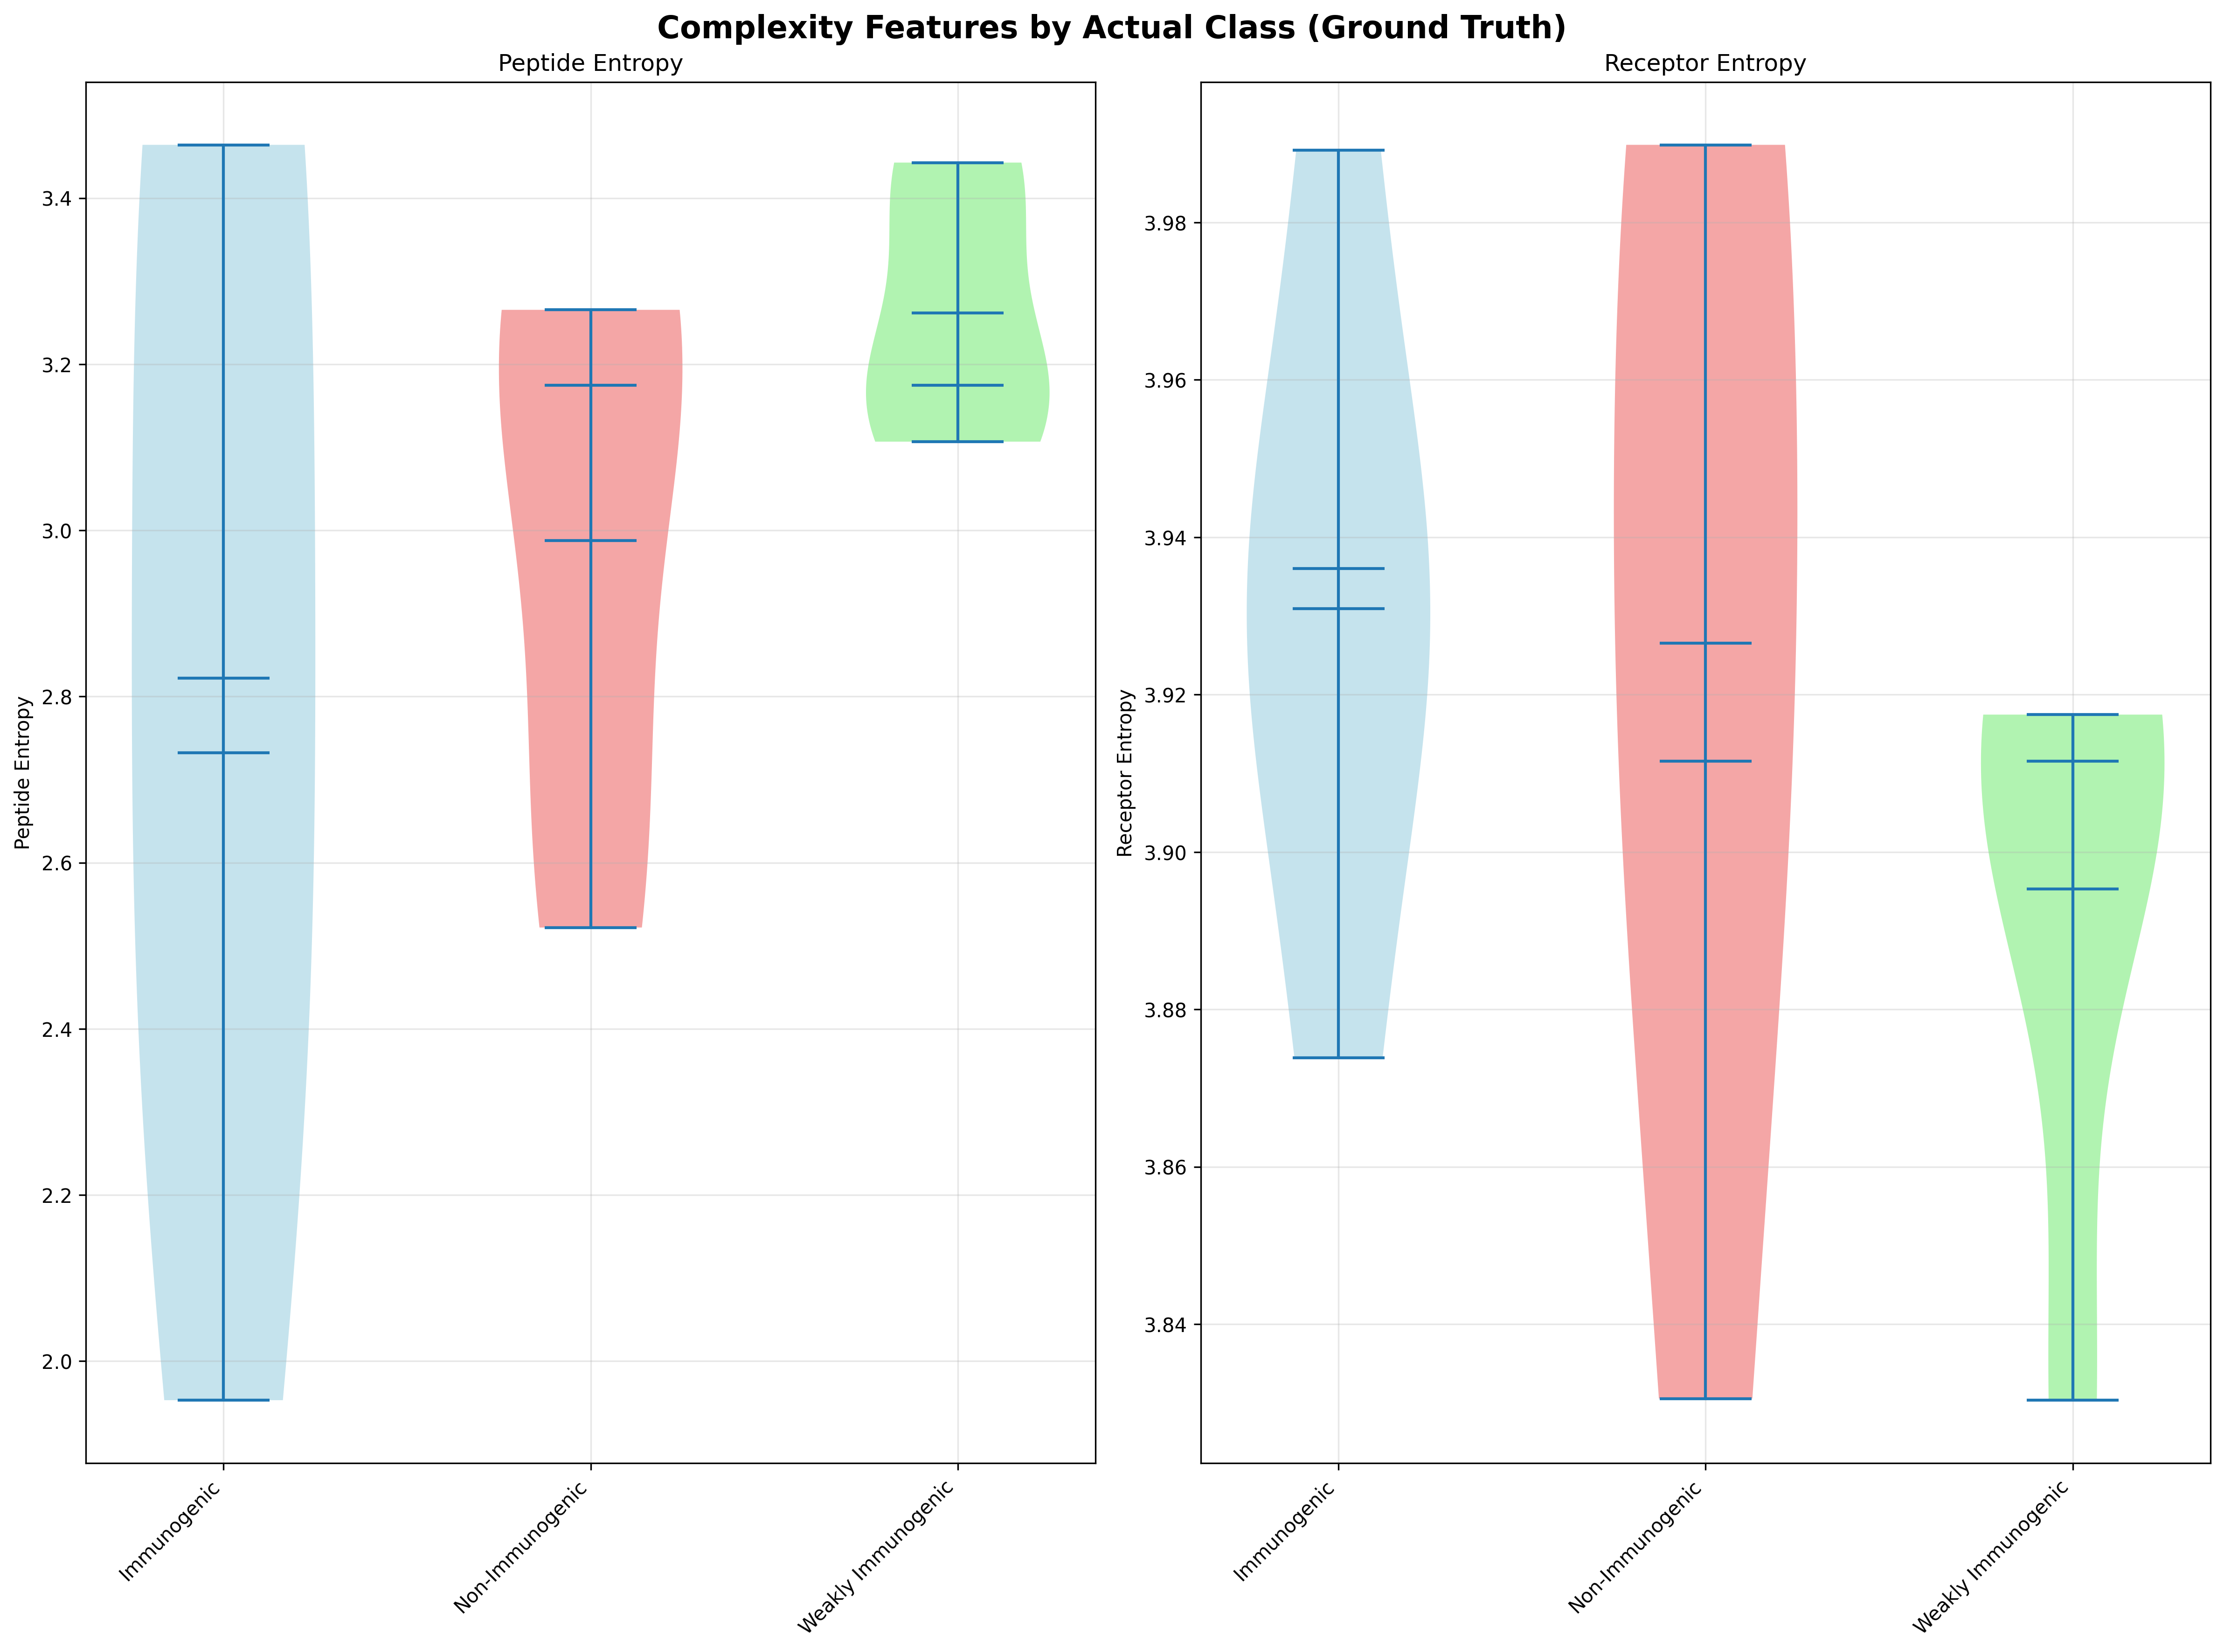 Complexity Features by Actual Class (Ground Truth)
Peptide Entropy
Peptide Entropy
3.4
3.2
3.0
2.8
2.6
2.4
2.2
2.0
Immunogenic
Non-Immunogenic
Weakly Immunogenic
Receptor Entropy
Receptor Entropy
3.98
3.96
3.94
3.92
3.90
3.88
3.86
3.84
Immunogenic
Non-Immunogenic
Weakly Immunogenic